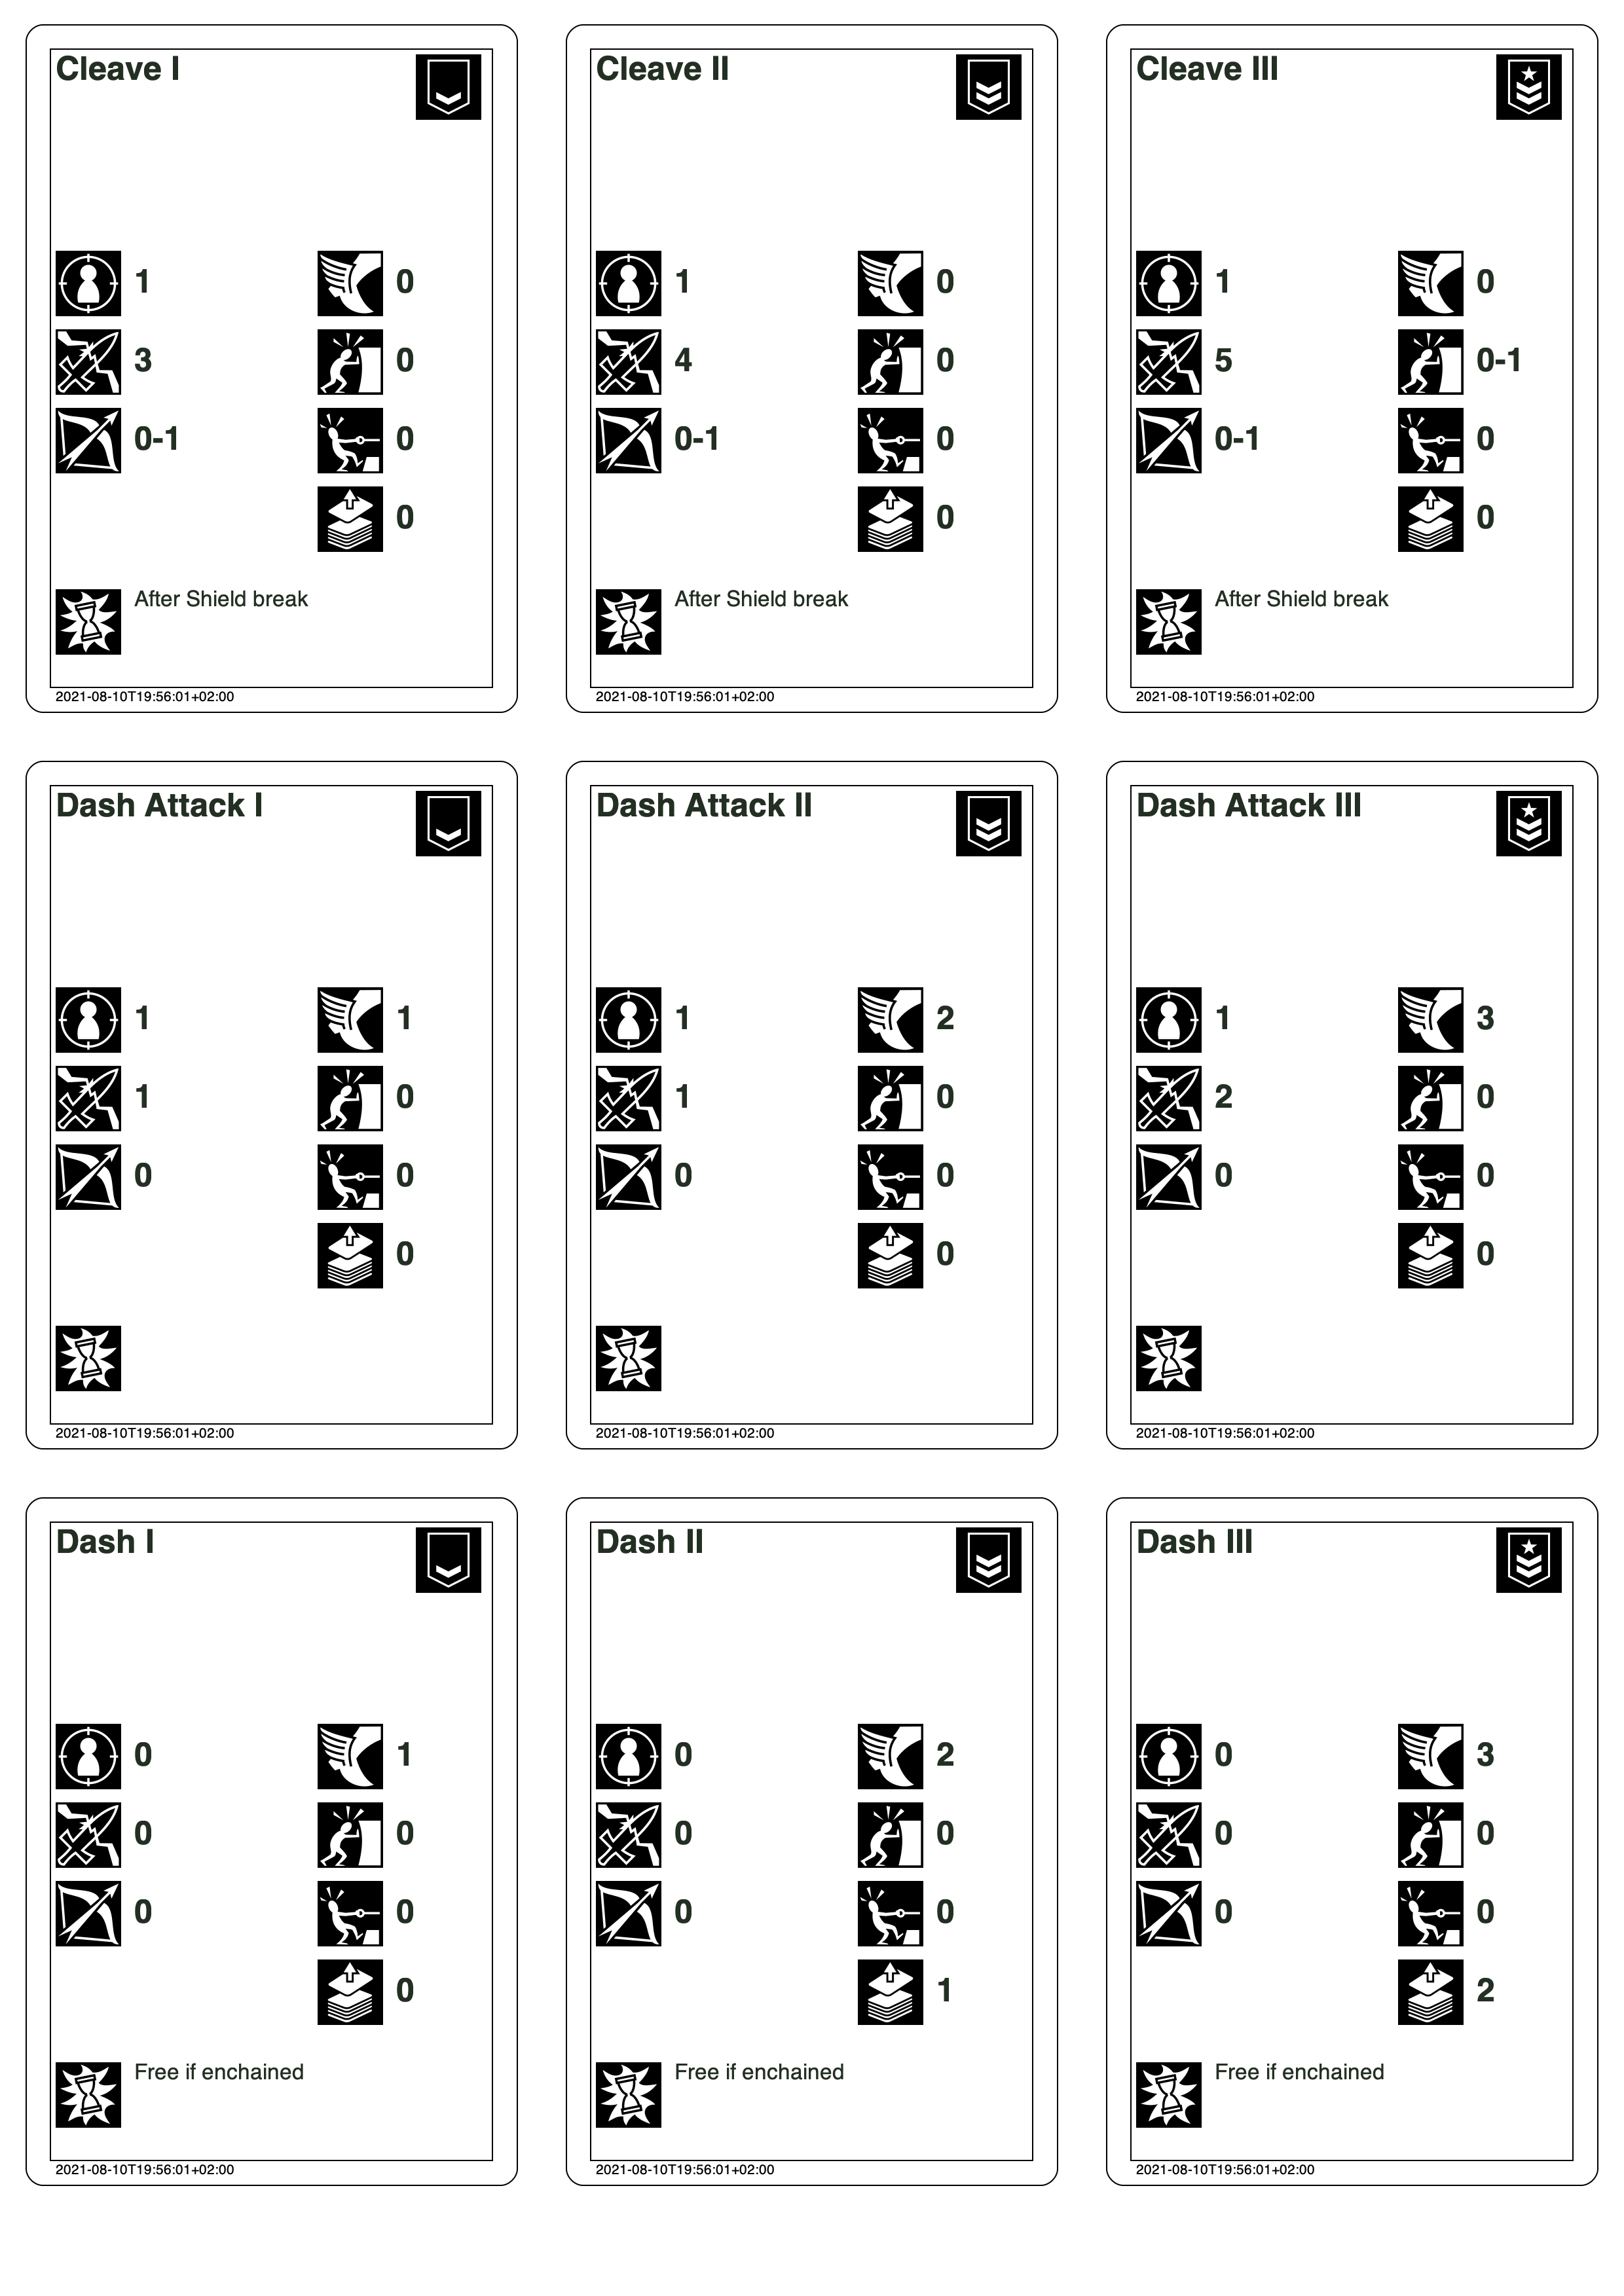 Cleave I
1 0
3 0
0-1 0
0
After Shield break
2021-08-10T19:56:01+02:00
Cleave II
1 0
4 0
0-1 0
0
After Shield break
2021-08-10T19:56:01+02:00
Cleave III
1 0
5 0-1
0-1 0
0
After Shield break
2021-08-10T19:56:01+02:00
Dash Attack I
1 1
1 0
0 0
0
2021-08-10T19:56:01+02:00
Dash Attack II
1 2
1 0
0 0
0
2021-08-10T19:56:01+02:00
Dash Attack III
1 3
2 0
0 0
0
2021-08-10T19:56:01+02:00
Dash I
0 1
0 0
0 0
0
Free if enchained
2021-08-10T19:56:01+02:00
Dash II
0 2
0 0
0 0
1
Free if enchained
2021-08-10T19:56:01+02:00
Dash III
0 3
0 0
0 0
2
Free if enchained
2021-08-10T19:56:01+02:00